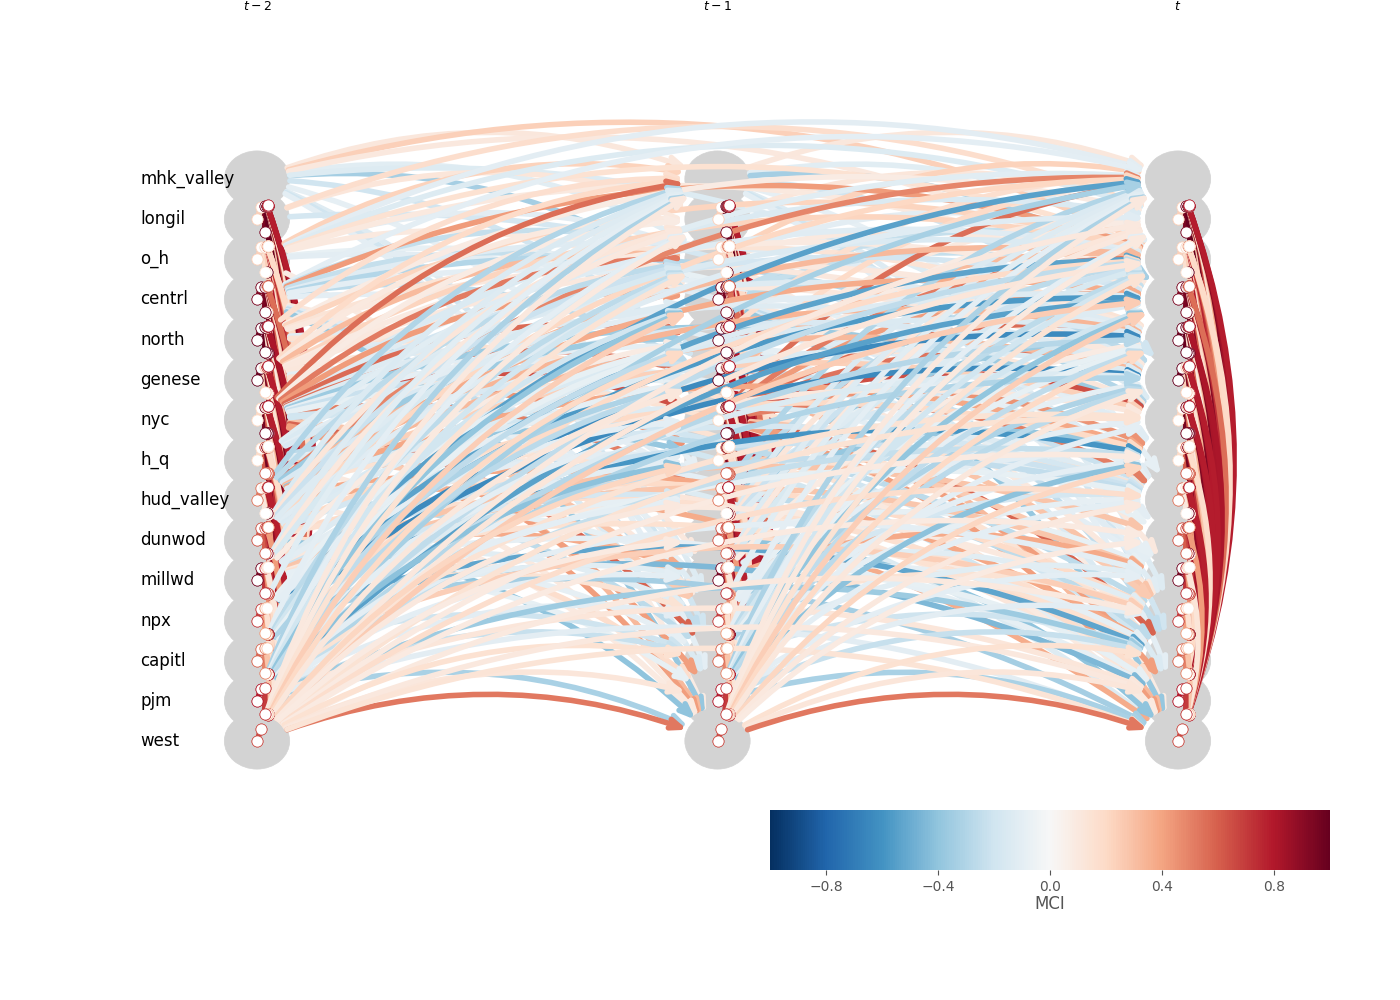 t − 2 t − 1 t
mhk_valley
longil
o_h
centrl
north
genese
nyc
h_q
hud_valley
dunwod
millwd
npx
capitl
pjm
west
−0.8 −0.4 0.0 0.4 0.8
MCI